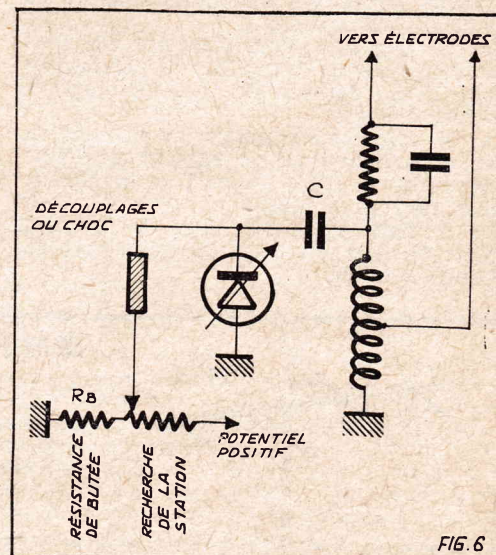 VERS ÉLECTRODES
C
DÉCOUPLAGES
OU CHOC
RB
RÉSISTANCE
DE BUTÉE
RECHERCHE
DE LA
STATION
POTENTIEL
POSITIF
FIG. 6